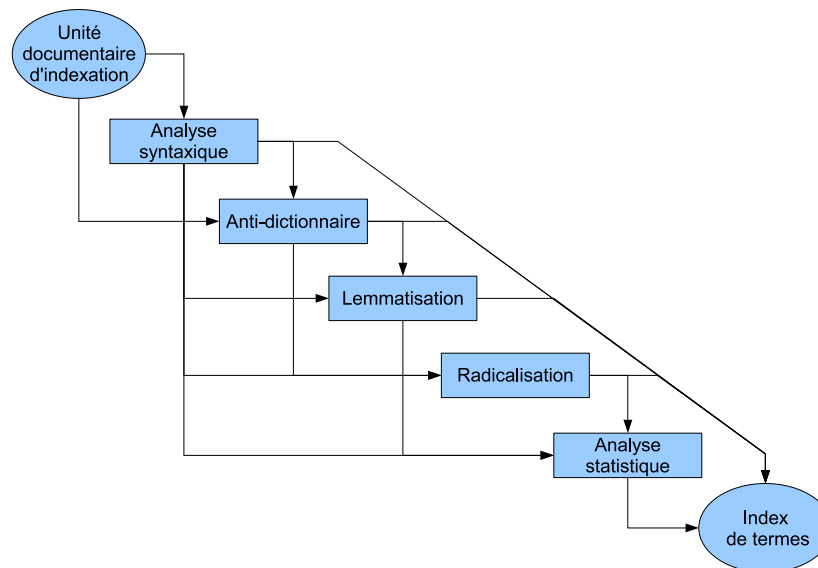 Unité
documentaire
d'indexation
Analyse
syntaxique
Anti-dictionnaire
Lemmatisation
Radicalisation
Analyse
statistique
Index
de termes